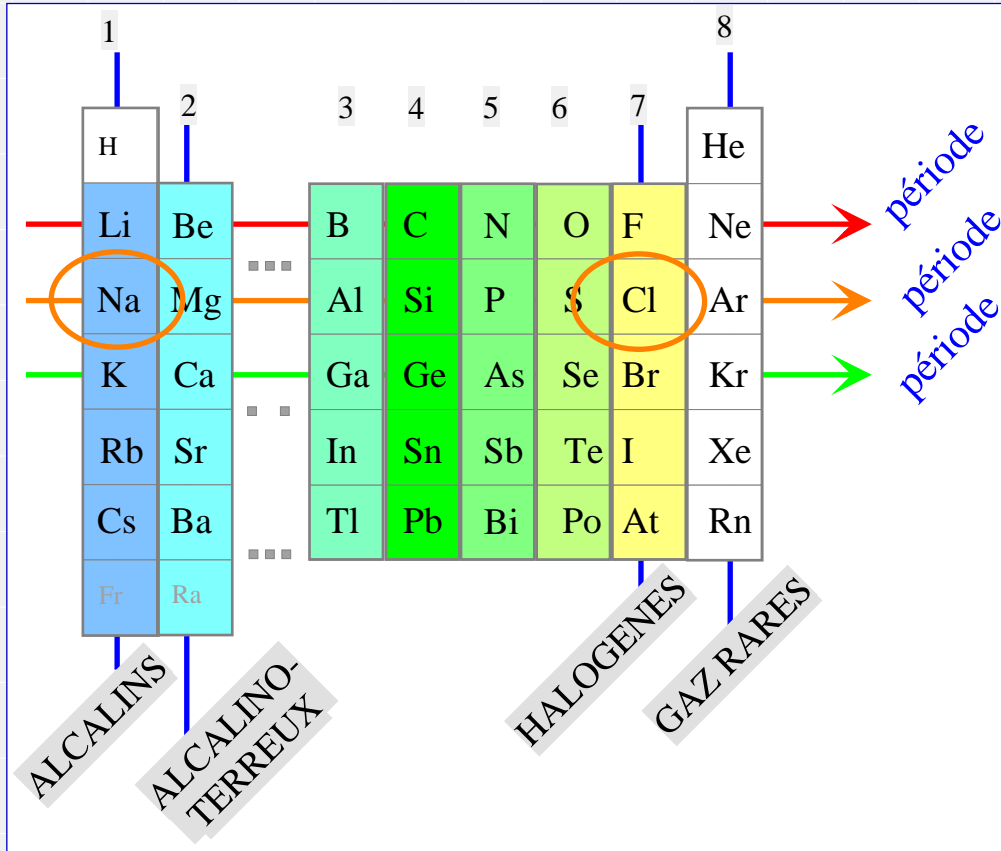 1 8
2 3 4 5 6 7
H He
Li Be B C N O F Ne période
Na Mg Al Si P S Cl Ar période
K Ca Ga Ge As Se Br Kr période
Rb Sr In Sn Sb Te I Xe
Cs Ba Tl Pb Bi Po At Rn
Fr Ra
ALCALINS
ALCALINO-
TERREUX
HALOGENES
GAZ RARES